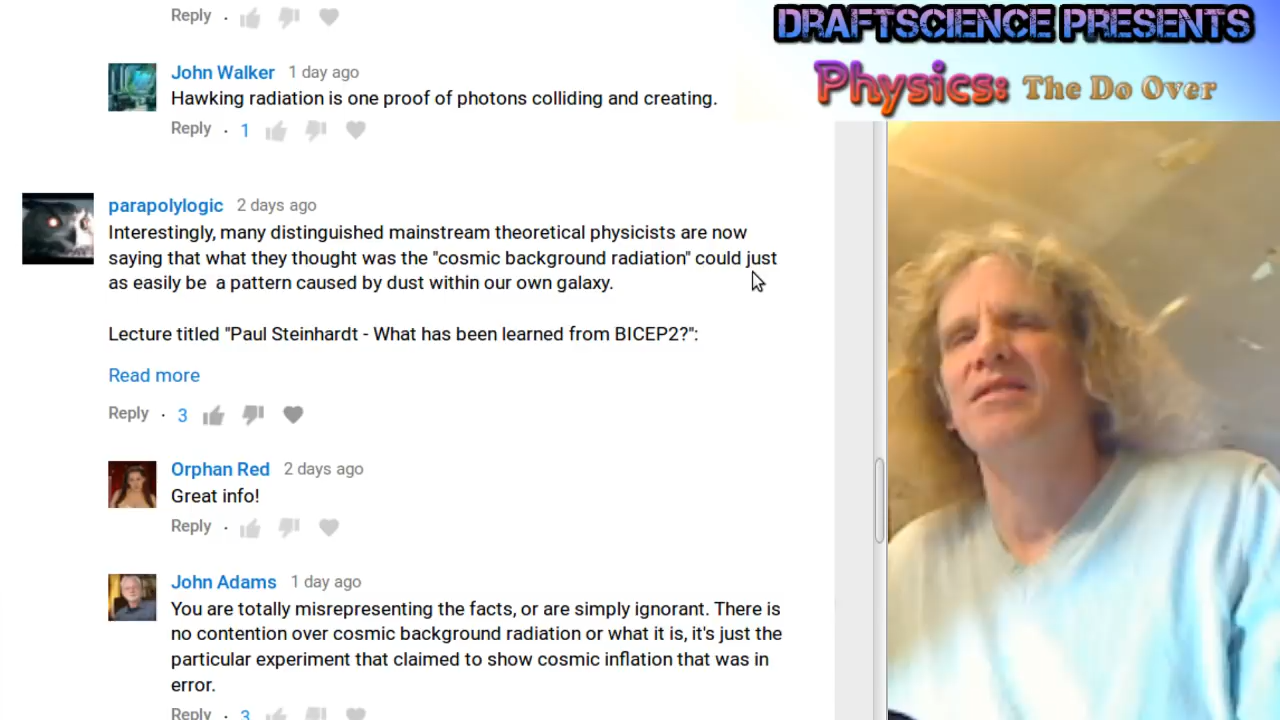 DRAFTSCIENCE PRESENTS
Physics: The Do Over
Reply ·
John Walker 1 day ago
Hawking radiation is one proof of photons colliding and creating.
Reply · 1
parapolylogic 2 days ago
Interestingly, many distinguished mainstream theoretical physicists are now
saying that what they thought was the "cosmic background radiation" could just
as easily be  a pattern caused by dust within our own galaxy.
Lecture titled "Paul Steinhardt - What has been learned from BICEP2?":
Read more
Reply · 3
Orphan Red 2 days ago
Great info!
Reply ·
John Adams 1 day ago
You are totally misrepresenting the facts, or are simply ignorant. There is
no contention over cosmic background radiation or what it is, it's just the
particular experiment that claimed to show cosmic inflation that was in
error.
Reply · 3